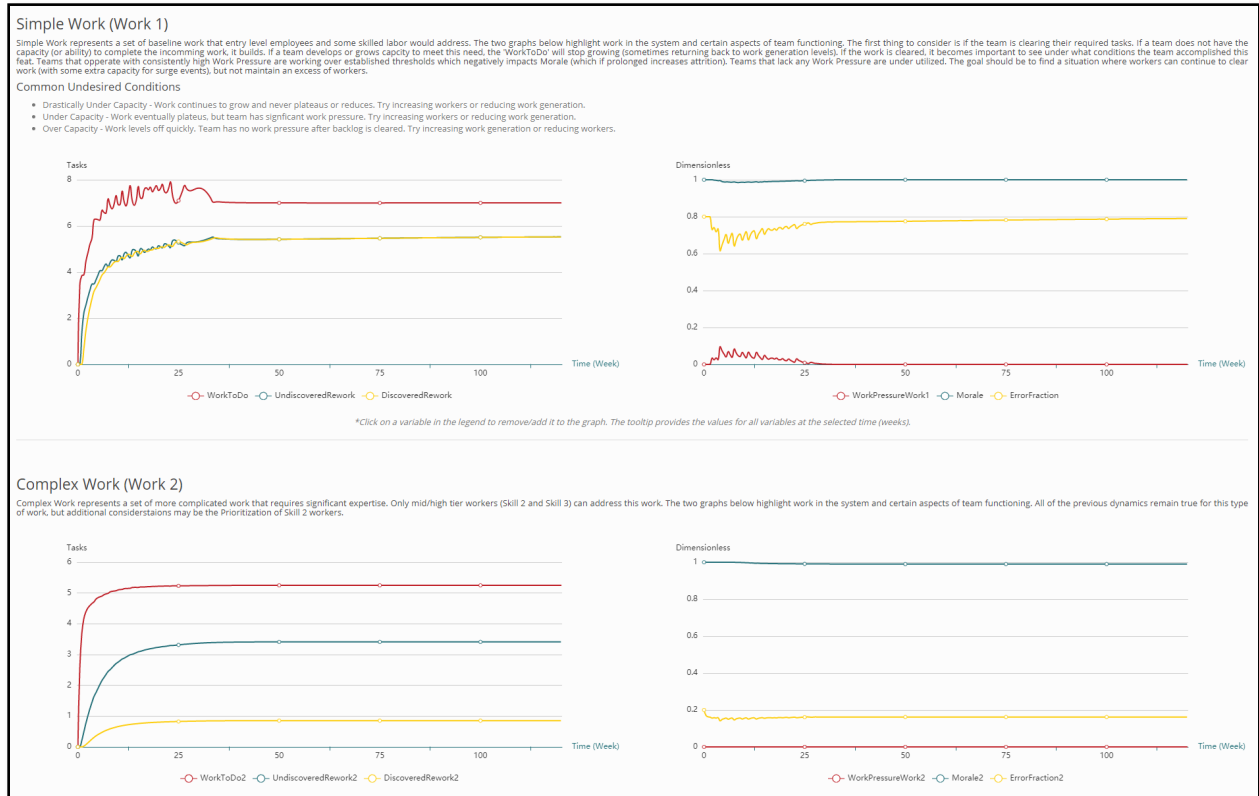 Simple Work (Work 1)
Simple Work represents a set of baseline work that entry level employees and some skilled labor would address. The two graphs below highlight work in the system and certain aspects of team functioning. The first thing to consider is if the team is clearing their required tasks. If a team does not have the
capacity (or ability) to complete the incomming work, it builds. If a team develops or grows capcity to meet this need, the 'WorkToDo' will stop growing (sometimes returning back to work generation levels). If the work is cleared, it becomes important to see under what conditions the team accomplished this
feat. Teams that opperate with consistently high Work Pressure are working over established thresholds which negatively impacts Morale (which if prolonged increases attrition). Teams that lack any Work Pressure are under utilized. The goal should be to find a situation where workers can continue to clear
work (with some extra capacity for surge events), but not maintain an excess of workers.
Common Undesired Conditions
Drastically Under Capacity - Work continues to grow and never plateaus or reduces. Try increasing workers or reducing work generation.
Under Capacity - Work eventually plateus, but team has signficant work pressure. Try increasing workers or reducing work generation.
Over Capacity - Work levels off quickly. Team has no work pressure after backlog is cleared. Try increasing work generation or reducing workers.
Tasks
8
6
4
2
0
0 25 50 75 100
Time (Week)
WorkToDo UndiscoveredRework DiscoveredRework
Dimensionless
1
0.8
0.6
0.4
0.2
0
0 25 50 75 100
Time (Week)
WorkPressureWork1 Morale ErrorFraction
*Click on a variable in the legend to remove/add it to the graph. The tooltip provides the values for all variables at the selected time (weeks).
Complex Work (Work 2)
Complex Work represents a set of more complicated work that requires significant expertise. Only mid/high tier workers (Skill 2 and Skill 3) can address this work. The two graphs below highlight work in the system and certain aspects of team functioning. All of the previous dynamics remain true for this type
of work, but additional considerstaions may be the Prioritization of Skill 2 workers.
Tasks
6
5
4
3
2
1
0
0 25 50 75 100
Time (Week)
WorkToDo2 UndiscoveredRework2 DiscoveredRework2
Dimensionless
1
0.8
0.6
0.4
0.2
0
0 25 50 75 100
Time (Week)
WorkPressureWork2 Morale2 ErrorFraction2